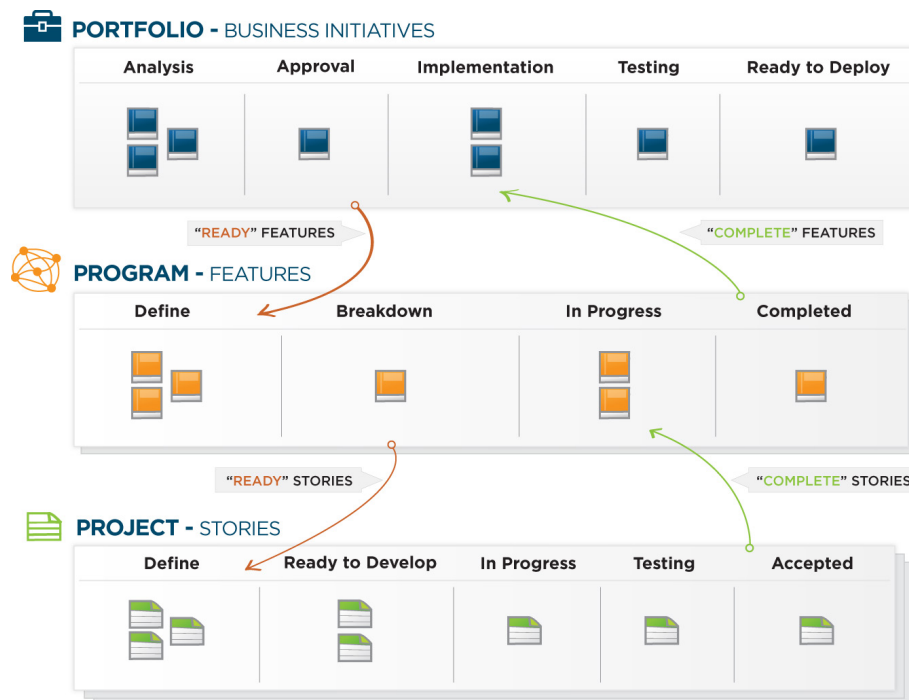 PORTFOLIO - BUSINESS INITIATIVES
Analysis Approval Implementation Testing Ready to Deploy
“READY” FEATURES “COMPLETE” FEATURES
PROGRAM - FEATURES
Define Breakdown In Progress Completed
“READY” STORIES “COMPLETE” STORIES
PROJECT - STORIES
Define Ready to Develop In Progress Testing Accepted